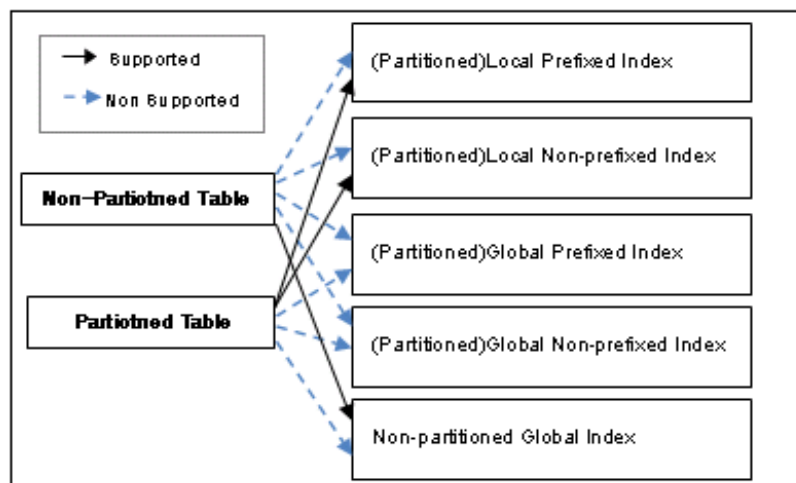 Supported
Non Supported
Non-Partiotned Table
Partiotned Table
(Partitioned)Local Prefixed Index
(Partitioned)Local Non-prefixed Index
(Partitioned)Global Prefixed Index
(Partitioned)Global Non-prefixed Index
Non-partitioned Global Index